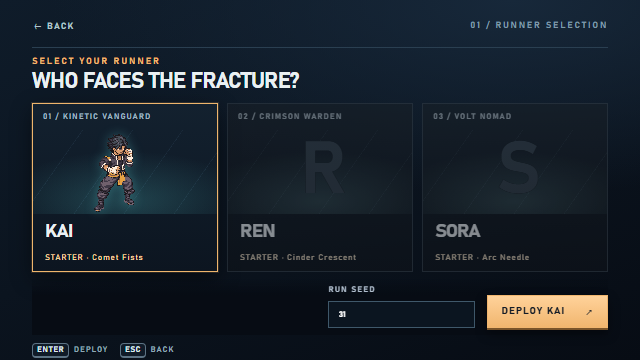 ← BACK
01 / RUNNER SELECTION
SELECT YOUR RUNNER
WHO FACES THE FRACTURE?
01 / KINETIC VANGUARD
KAI
STARTER · Comet Fists
02 / CRIMSON WARDEN
R
REN
STARTER · Cinder Crescent
03 / VOLT NOMAD
S
SORA
STARTER · Arc Needle
RUN SEED
31
DEPLOY KAI ↗
ENTER DEPLOY ESC BACK